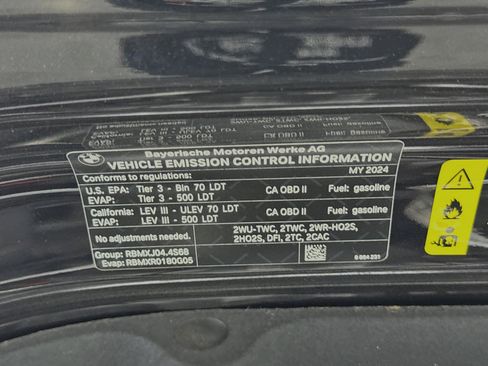 Bayerische Motoren Werke AG
VEHICLE EMISSION CONTROL INFORMATION
Conforms to regulations: MY 2024
U.S. EPA: Tier 3 - Bin 70 LDT CA OBD II Fuel: gasoline
EVAP: Tier 3 - 500 LDT
California: LEV III - ULEV 70 LDT CA OBD II Fuel: gasoline
EVAP: LEV III - 500 LDT
Group: RBMXJ04.4S68 2WU-TWC, 2TWC, 2WR-HO2S,
Evap: RBMXR0180G05 2HO2S, DFI, 2TC, 2CAC